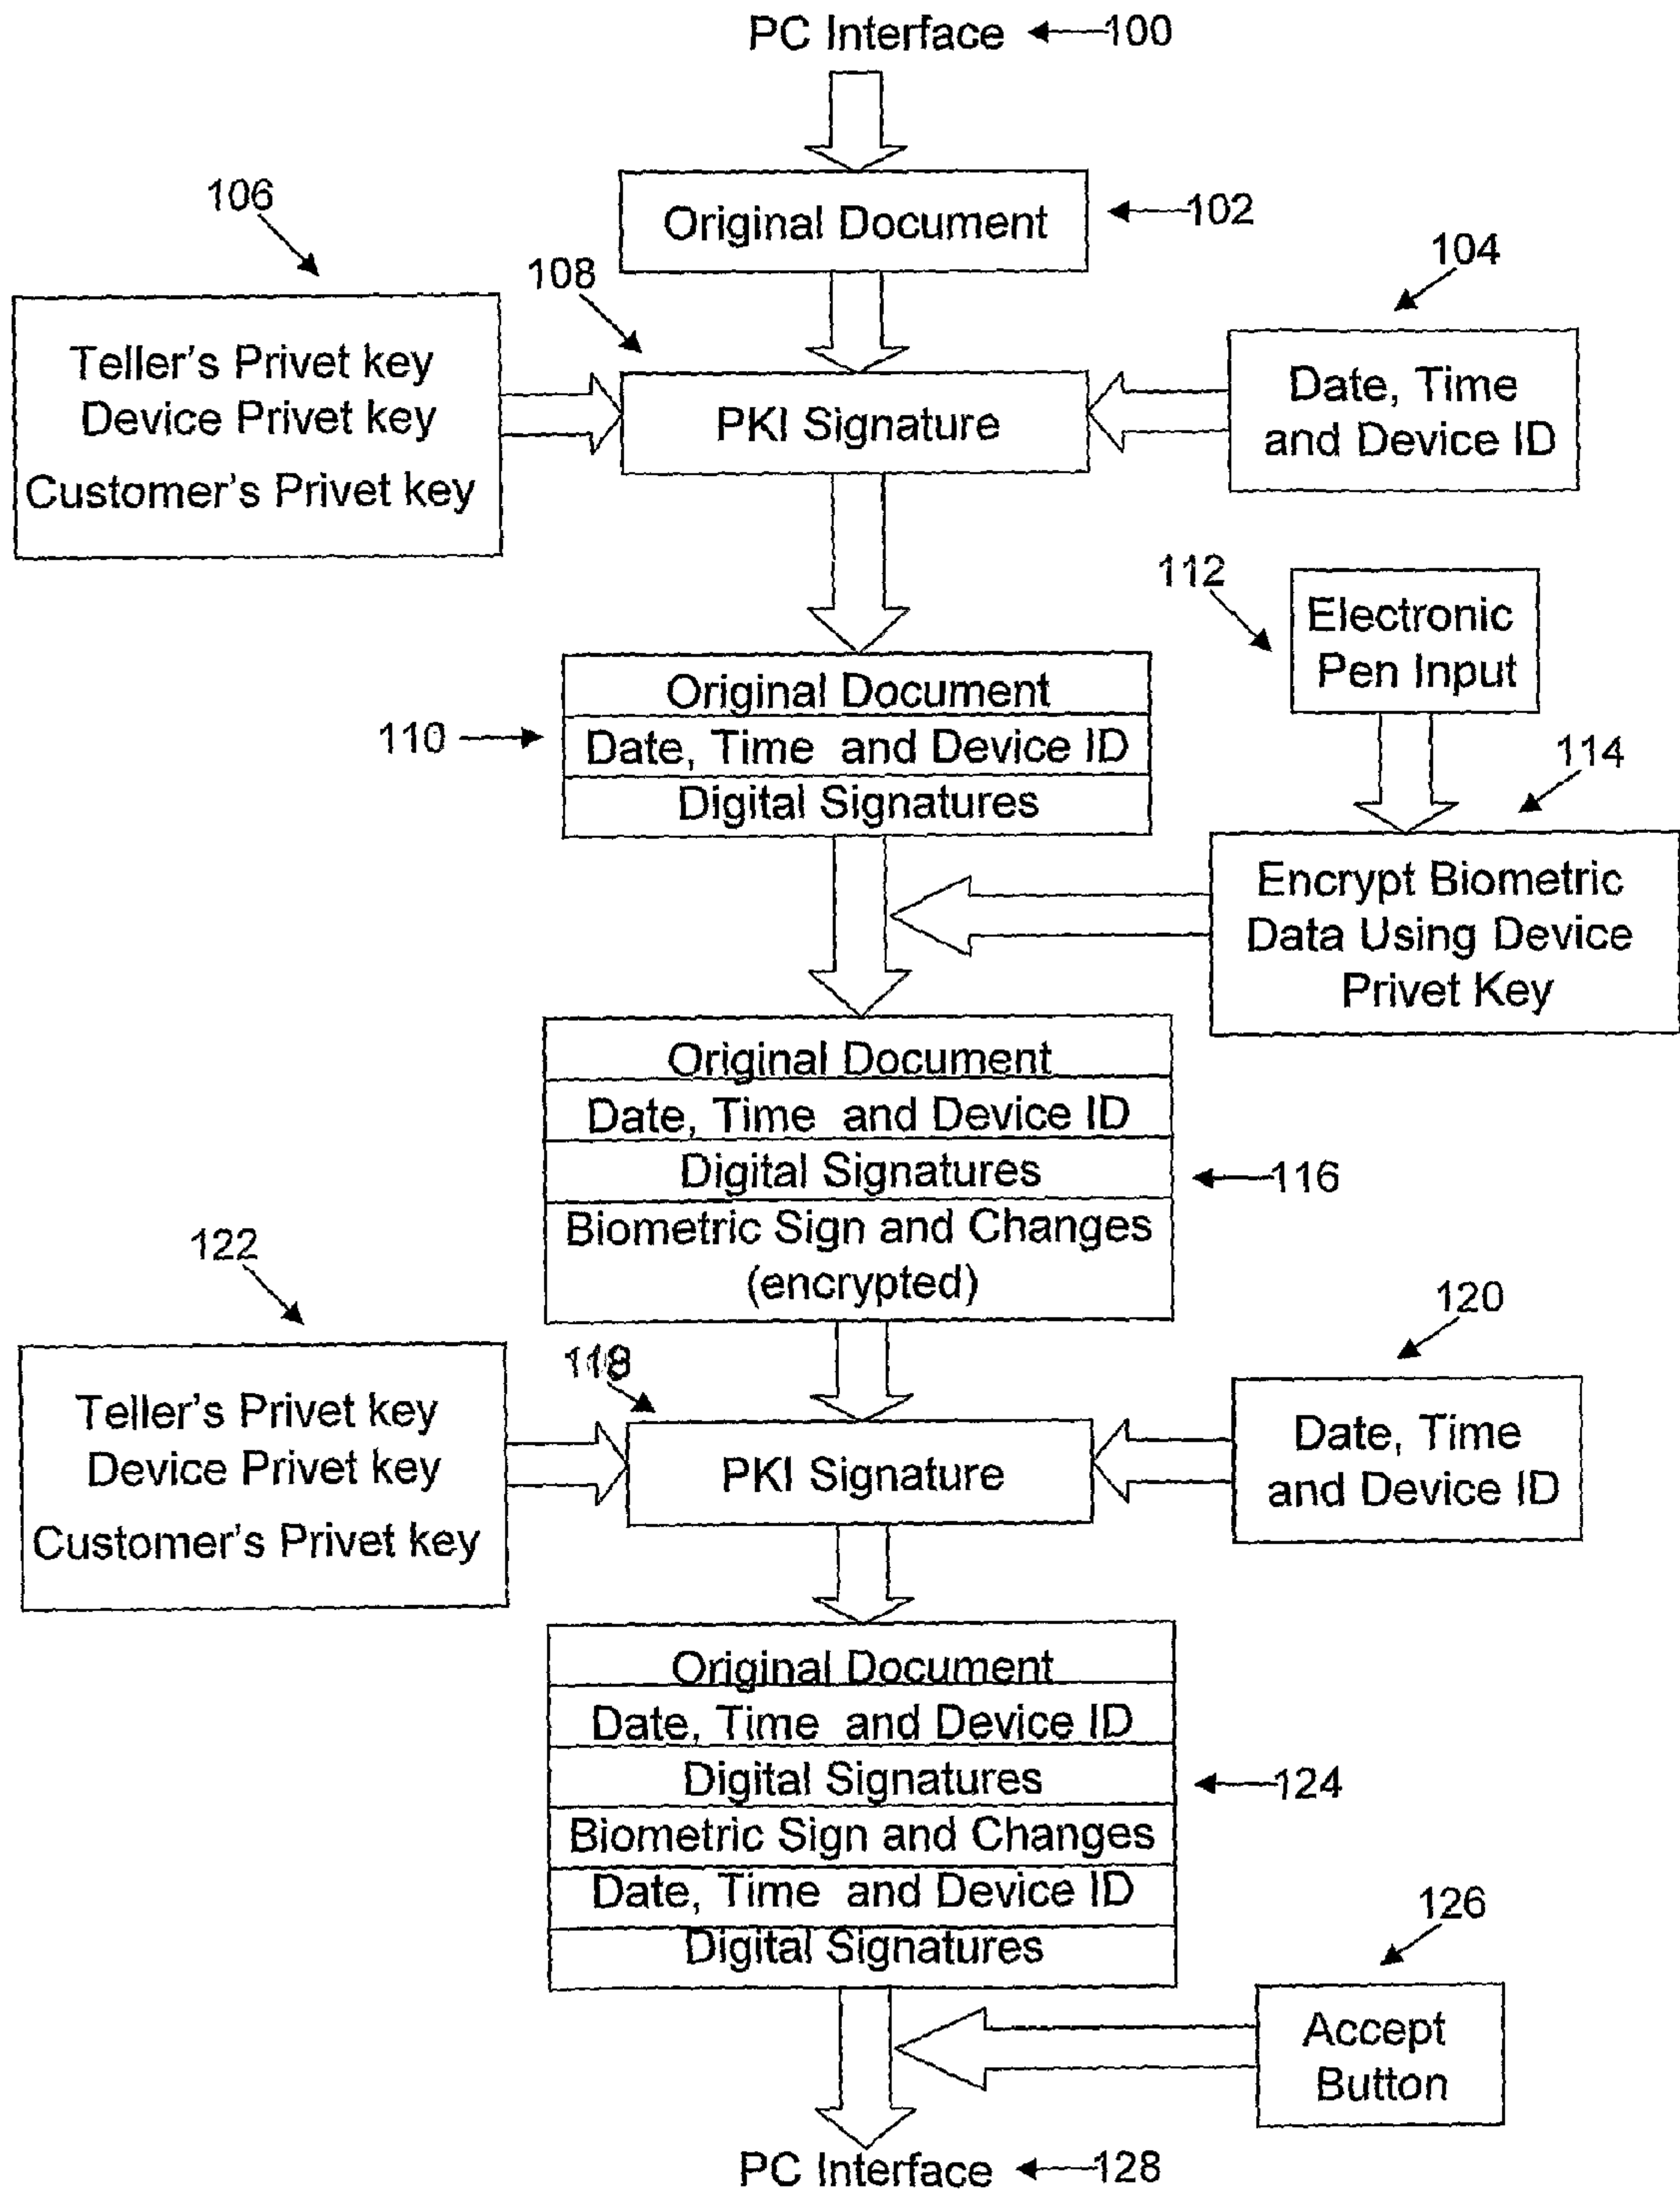 PC Interface 100
Original Document 102
106
108
104
Teller's Privet key
Device Privet key
Customer's Privet key
PKI Signature
Date, Time
and Device ID
112
Electronic
Pen Input
110
Original Document
Date, Time and Device ID
Digital Signatures
114
Encrypt Biometric
Data Using Device
Privet Key
Original Document
Date, Time and Device ID
Digital Signatures
Biometric Sign and Changes
(encrypted)
116
122
118
120
Teller's Privet key
Device Privet key
Customer's Privet key
PKI Signature
Date, Time
and Device ID
Original Document
Date, Time and Device ID
Digital Signatures
Biometric Sign and Changes
Date, Time and Device ID
Digital Signatures
124
126
Accept
Button
PC Interface 128